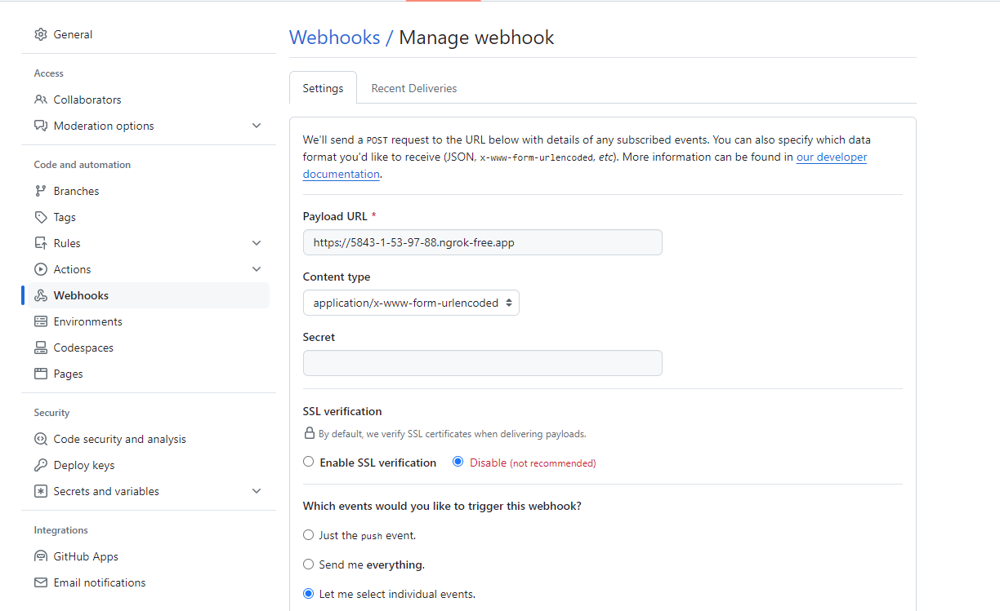 General
Access
Collaborators
Moderation options
Code and automation
Branches
Tags
Rules
Actions
Webhooks
Environments
Codespaces
Pages
Security
Code security and analysis
Deploy keys
Secrets and variables
Integrations
GitHub Apps
Email notifications
Webhooks / Manage webhook
Settings Recent Deliveries
We'll send a POST request to the URL below with details of any subscribed events. You can also specify which data
format you'd like to receive (JSON, x-www-form-urlencoded, etc). More information can be found in our developer
documentation.
Payload URL *
https://5843-1-53-97-88.ngrok-free.app
Content type
application/x-www-form-urlencoded
Secret
SSL verification
By default, we verify SSL certificates when delivering payloads.
Enable SSL verification Disable (not recommended)
Which events would you like to trigger this webhook?
Just the push event.
Send me everything.
Let me select individual events.